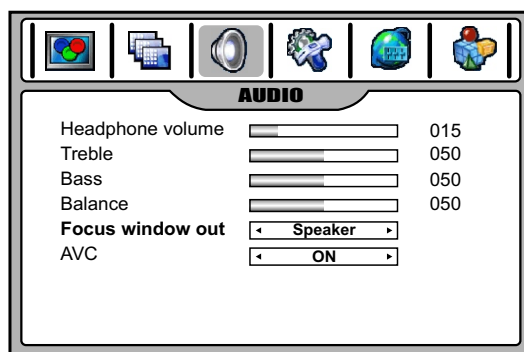 AUDIO
Headphone volume 015
Treble 050
Bass 050
Balance 050
Focus window out Speaker
AVC ON